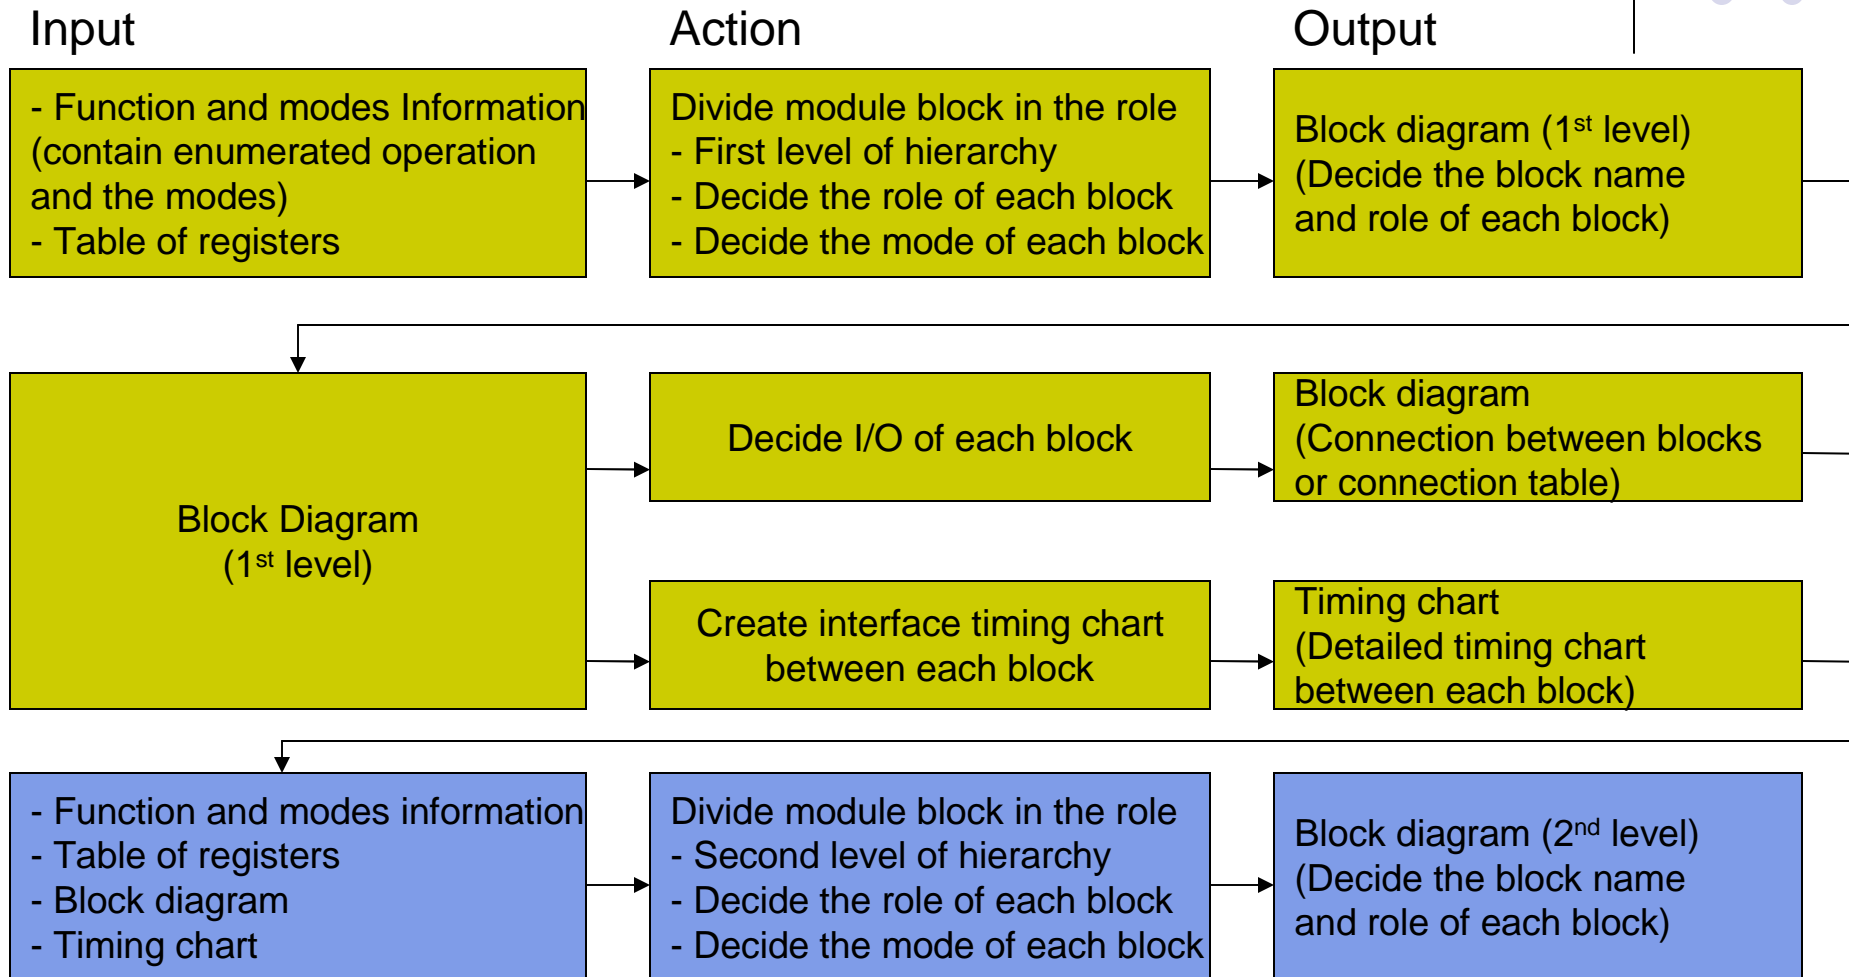 Input
Action
Output
- Function and modes Information
(contain enumerated operation
and the modes)
- Table of registers
Divide module block in the role
- First level of hierarchy
- Decide the role of each block
- Decide the mode of each block
Block diagram (1st level)
(Decide the block name
and role of each block)
Block Diagram
(1st level)
Decide I/O of each block
Block diagram
(Connection between blocks
or connection table)
Create interface timing chart
between each block
Timing chart
(Detailed timing chart
between each block)
- Function and modes information
- Table of registers
- Block diagram
- Timing chart
Divide module block in the role
- Second level of hierarchy
- Decide the role of each block
- Decide the mode of each block
Block diagram (2nd level)
(Decide the block name
and role of each block)